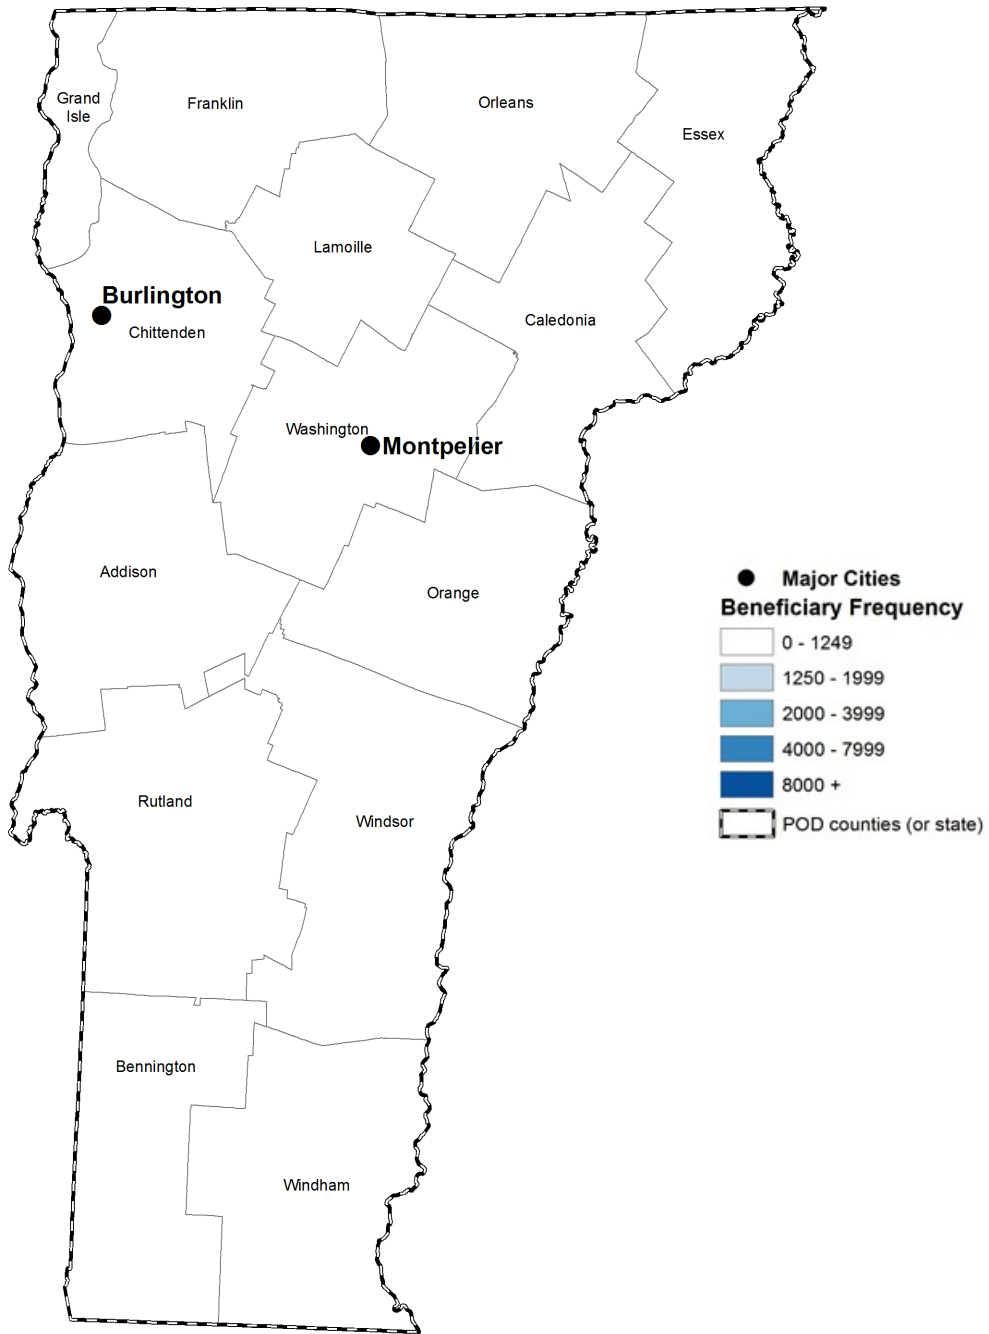 Grand
Isle
Franklin
Orleans
Essex
Lamoille
Burlington
Chittenden
Caledonia
Washington
Montpelier
Addison
Orange
Rutland
Windsor
Bennington
Windham
Major Cities
Beneficiary Frequency
0 - 1249
1250 - 1999
2000 - 3999
4000 - 7999
8000 +
POD counties (or state)